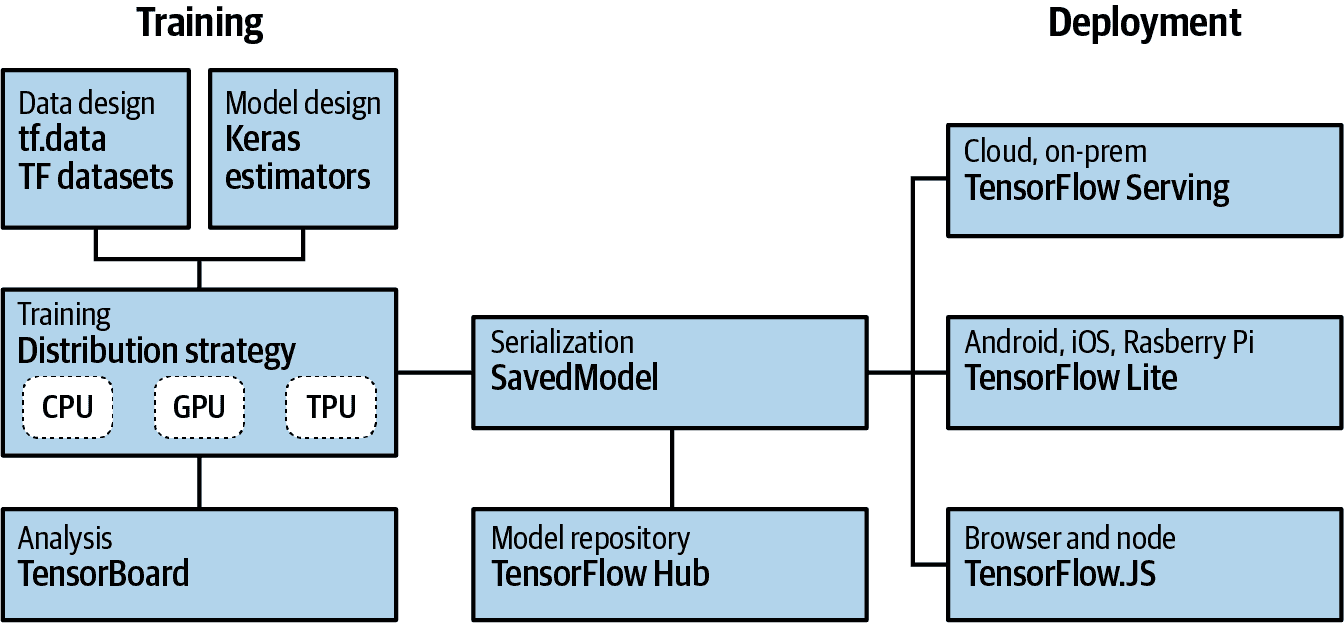 Training
Data design
tf.data
TF datasets
Model design
Keras
estimators
Training
Distribution strategy
CPU
GPU
TPU
Analysis
TensorBoard
Serialization
SavedModel
Model repository
TensorFlow Hub
Deployment
Cloud, on-prem
TensorFlow Serving
Android, iOS, Rasberry Pi
TensorFlow Lite
Browser and node
TensorFlow.JS